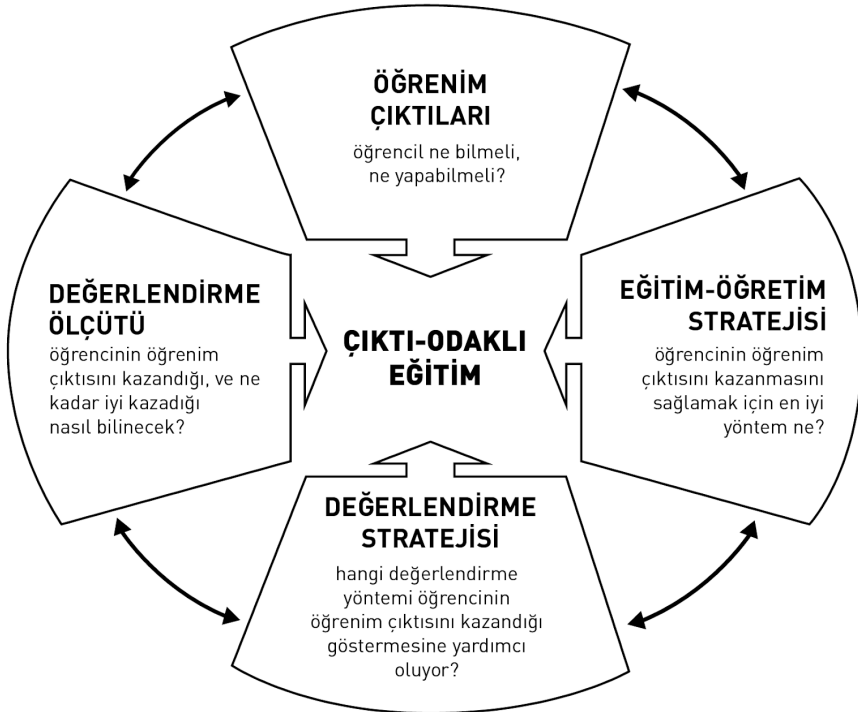 ÖĞRENİM
ÇIKTILARI
öğrencil ne bilmeli,
ne yapabilmeli?
DEĞERLENDİRME
ÖLÇÜTÜ
öğrencinin öğrenim
çıktısını kazandığı, ve ne
kadar iyi kazadığı
nasıl bilinecek?
ÇIKTI-ODAKLI
EĞİTİM
EĞİTİM-ÖĞRETİM
STRATEJİSİ
öğrencinin öğrenim
çıktısını kazanmasını
sağlamak için en iyi
yöntem ne?
DEĞERLENDİRME
STRATEJİSİ
hangi değerlendirme
yöntemi öğrencinin
öğrenim çıktısını kazandığı
göstermesine yardımcı
oluyor?